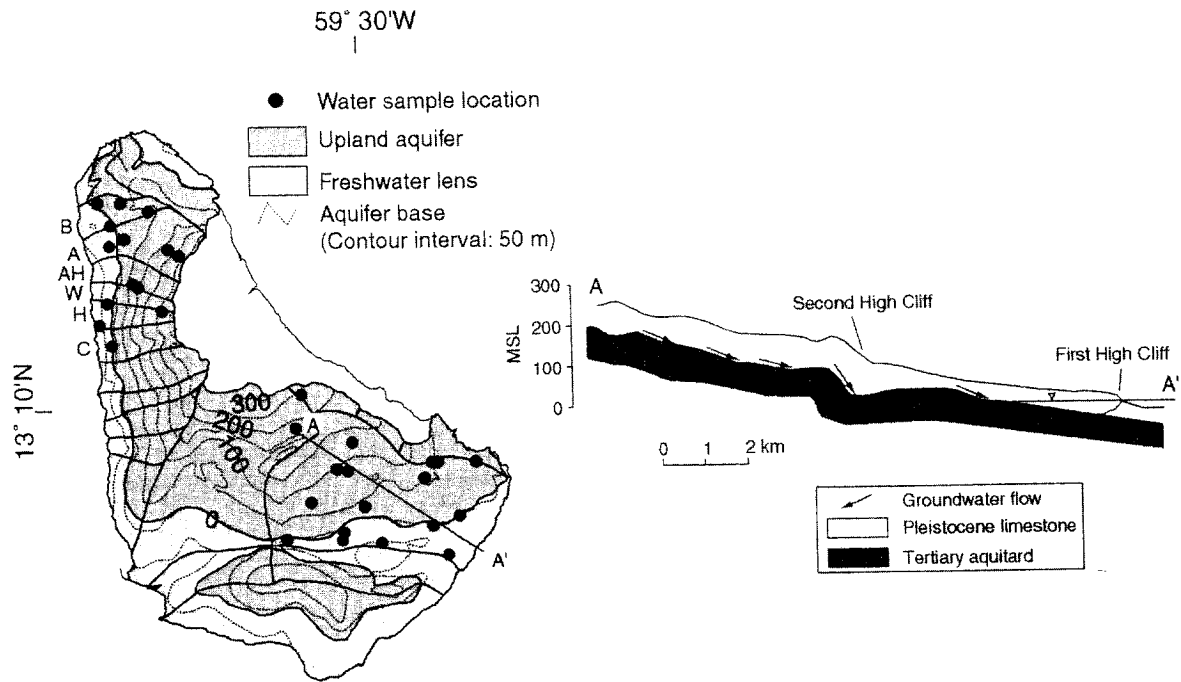 59° 30'W
Water sample location
Upland aquifer
Freshwater lens
Aquifer base
(Contour interval: 50 m)
B
A
AH
W
H
C
13° 10'N
300
200
100
0
A
A'
300
200
100
0
MSL
A
Second High Cliff
First High Cliff
A'
0 1 2 km
Groundwater flow
Pleistocene limestone
Tertiary aquitard